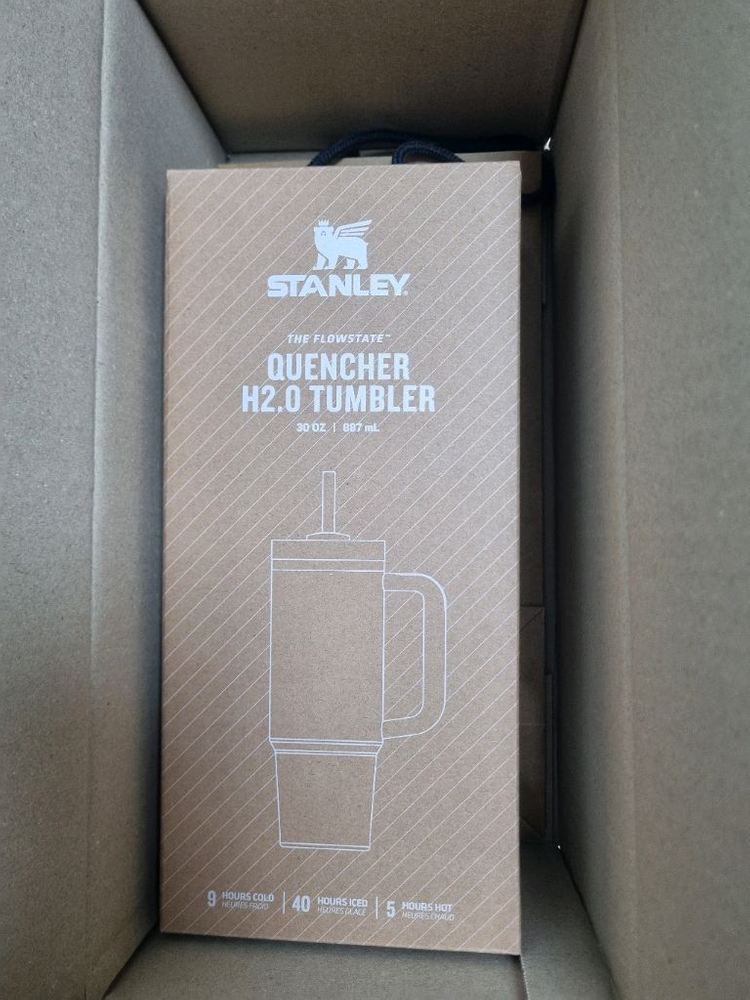 STANLEY®
THE FLOWSTATE™
QUENCHER
H2.0 TUMBLER
30 OZ | 887 mL
9 HOURS COLD | 40 HOURS ICED | 5 HOURS HOT
HEURES FROID HEURES GLACÉ HEURES CHAUD